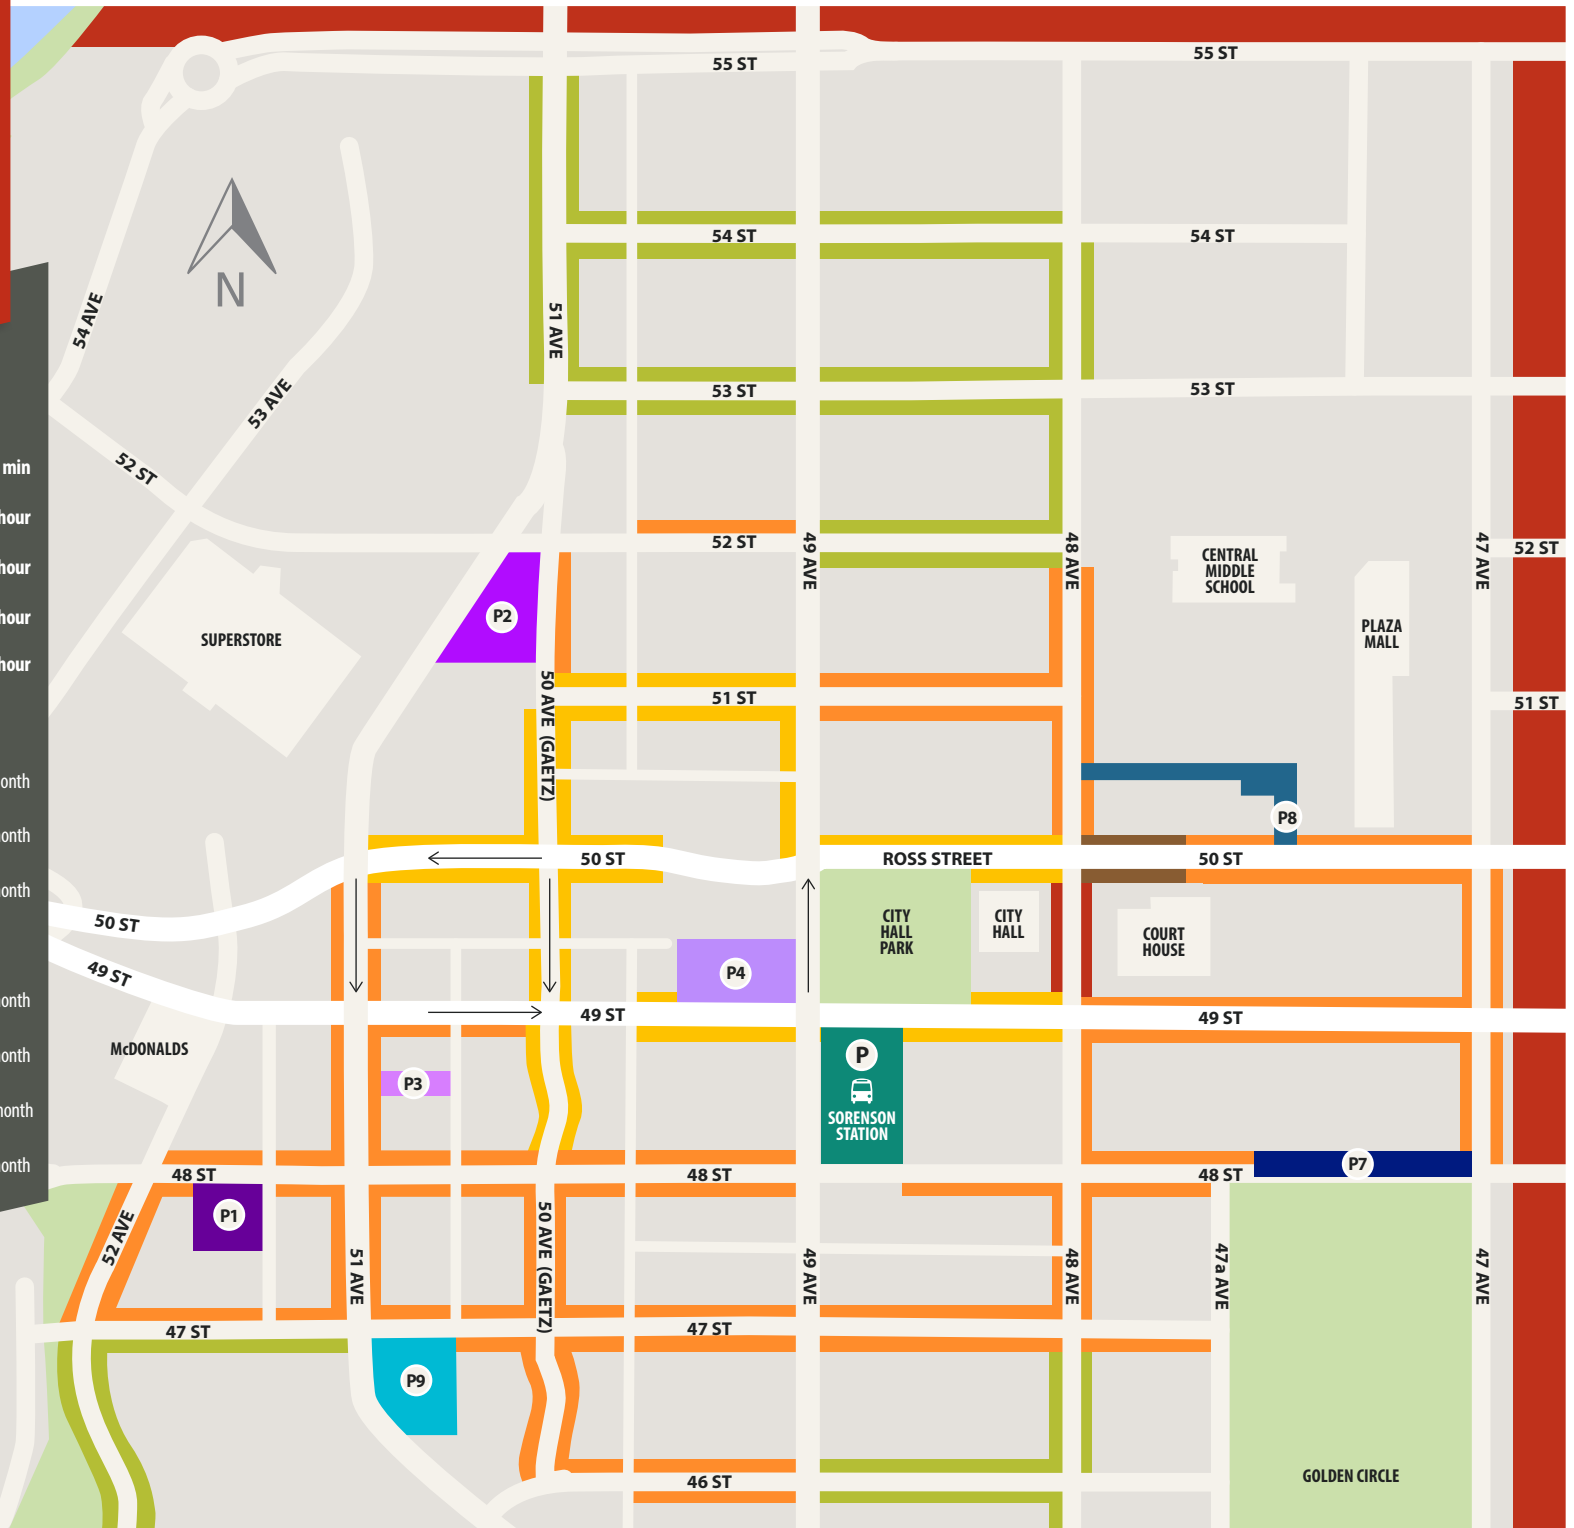 55 ST
55 ST
N
54 ST
54 ST
54 AVE
51 AVE
53 ST
53 ST
53 AVE
52 ST
min
hour
hour
hour
hour
52 ST
49 AVE
48 AVE
47 AVE
52 ST
CENTRAL
MIDDLE
SCHOOL
P2
SUPERSTORE
PLAZA
MALL
50 AVE (GAETZ)
51 ST
51 ST
onth
month
month
month
month
month
onth
P8
50 ST
ROSS STREET
50 ST
50 ST
CITY
HALL
PARK
CITY
HALL
COURT
HOUSE
49 ST
P4
49 ST
49 ST
McDONALDS
P3
P
SORENSON
STATION
48 ST
48 ST
48 ST
P7
P1
52 AVE
51 AVE
50 AVE (GAETZ)
49 AVE
48 AVE
47a AVE
47 AVE
47 ST
47 ST
P9
46 ST
GOLDEN CIRCLE